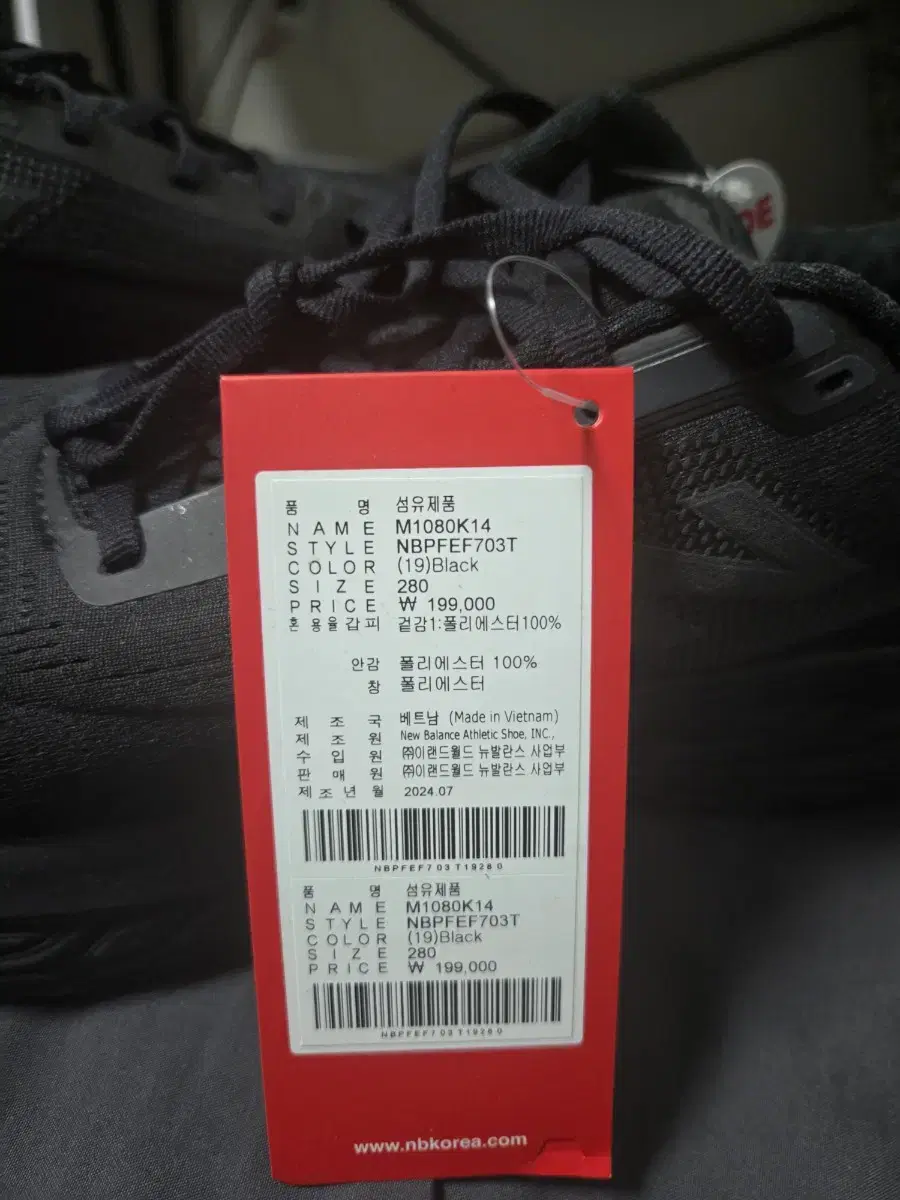 DE
품 명 섬유제품
NAME M1080K14
STYLE NBPFEF703T
COLOR (19)Black
SIZE 280
PRICE ₩ 199,000
혼용율갑피 겉감1:폴리에스터100%
안감 폴리에스터 100%
창 폴리에스터
제 조 국 베트남 (Made in Vietnam)
제 조 원 New Balance Athletic Shoe, INC.,
수 입 원 ㈜이랜드월드 뉴발란스 사업부
판 매 원 ㈜이랜드월드 뉴발란스 사업부
제조년월 2024.07
NBPFEF703T19280
품 명 섬유제품
NAME M1080K14
STYLE NBPFEF703T
COLOR (19)Black
SIZE 280
PRICE ₩ 199,000
NBPFEF703T19280
www.nbkorea.com